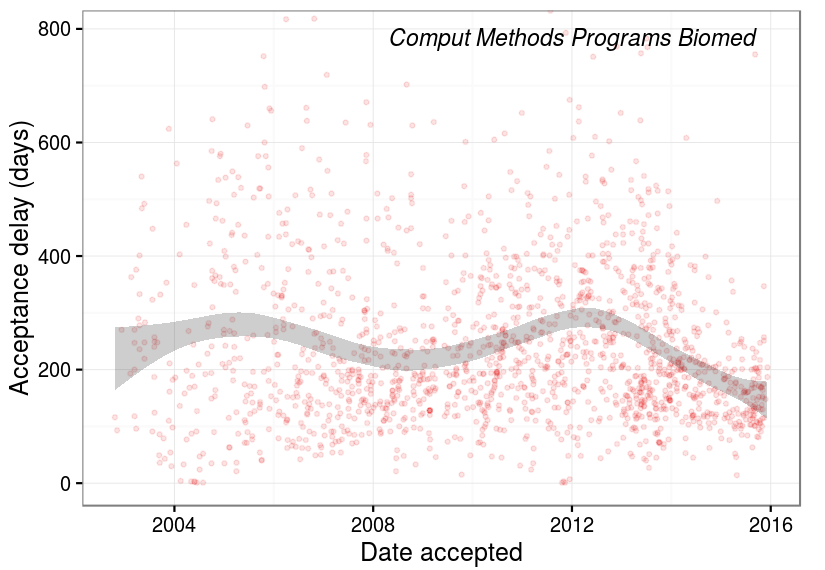 Comput Methods Programs Biomed
800
600
400
200
0
Acceptance delay (days)
2004 2008 2012 2016
Date accepted